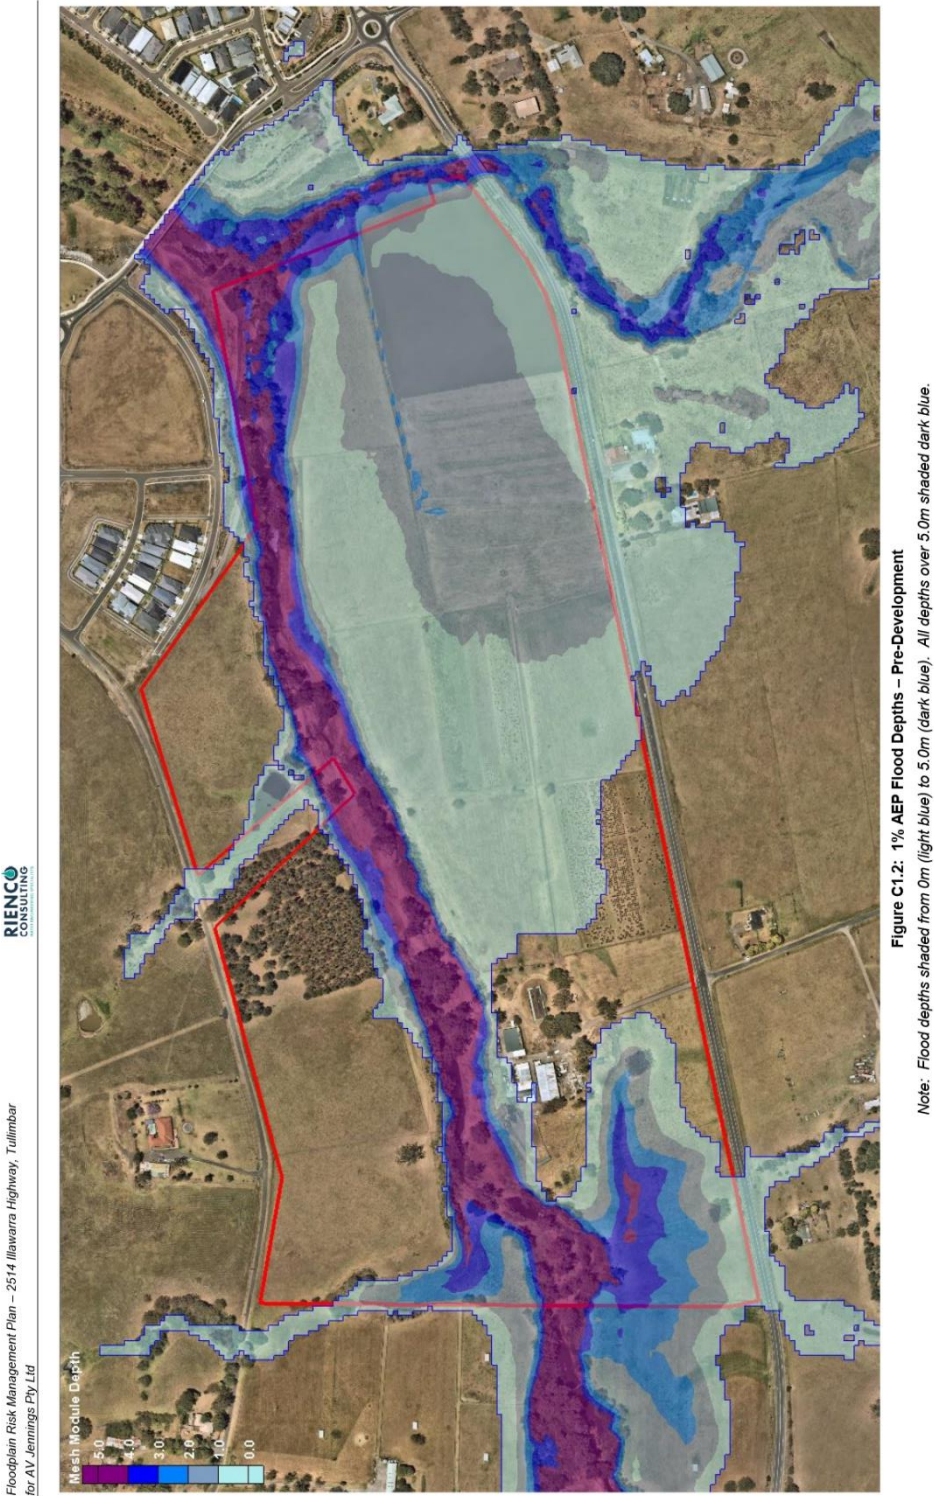 Floodplain Risk Management Plan – 2514 Illawarra Highway, Tullimbar
for AV Jennings Pty Ltd
RIENCO
CONSULTING
Mesh Module Depth
5.0
4.0
3.0
2.0
1.0
0.0
Figure C1.2: 1% AEP Flood Depths – Pre-Development
Note: Flood depths shaded from 0m (light blue) to 5.0m (dark blue). All depths over 5.0m shaded dark blue.